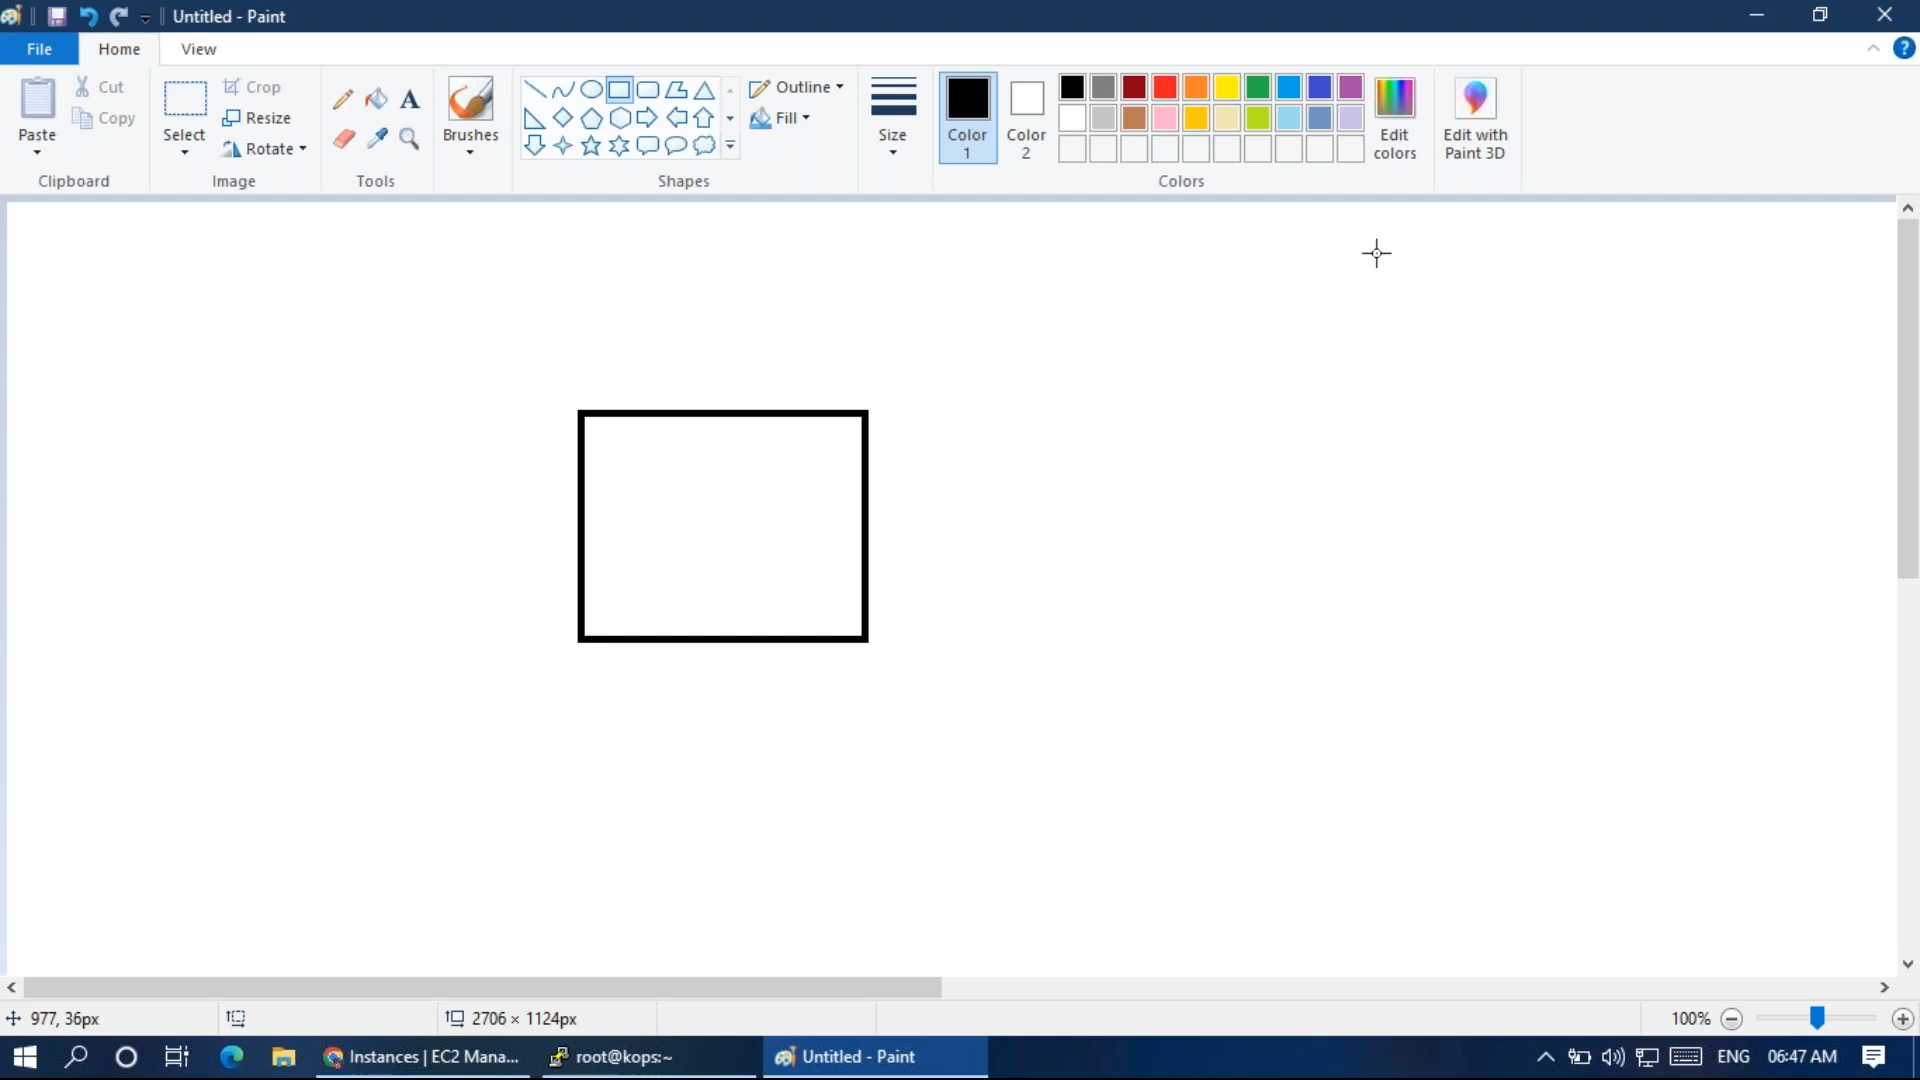 Untitled - Paint
File
Home
View
Paste
Cut
Copy
Clipboard
Select
Crop
Resize
Rotate
Image
Tools
Brushes
Shapes
Outline
Fill
Size
Color
1
Color
2
Colors
Edit
colors
Edit with
Paint 3D
977, 36px
2706 × 1124px
100%
Instances | EC2 Mana...
root@kops:~
Untitled - Paint
ENG
06:47 AM